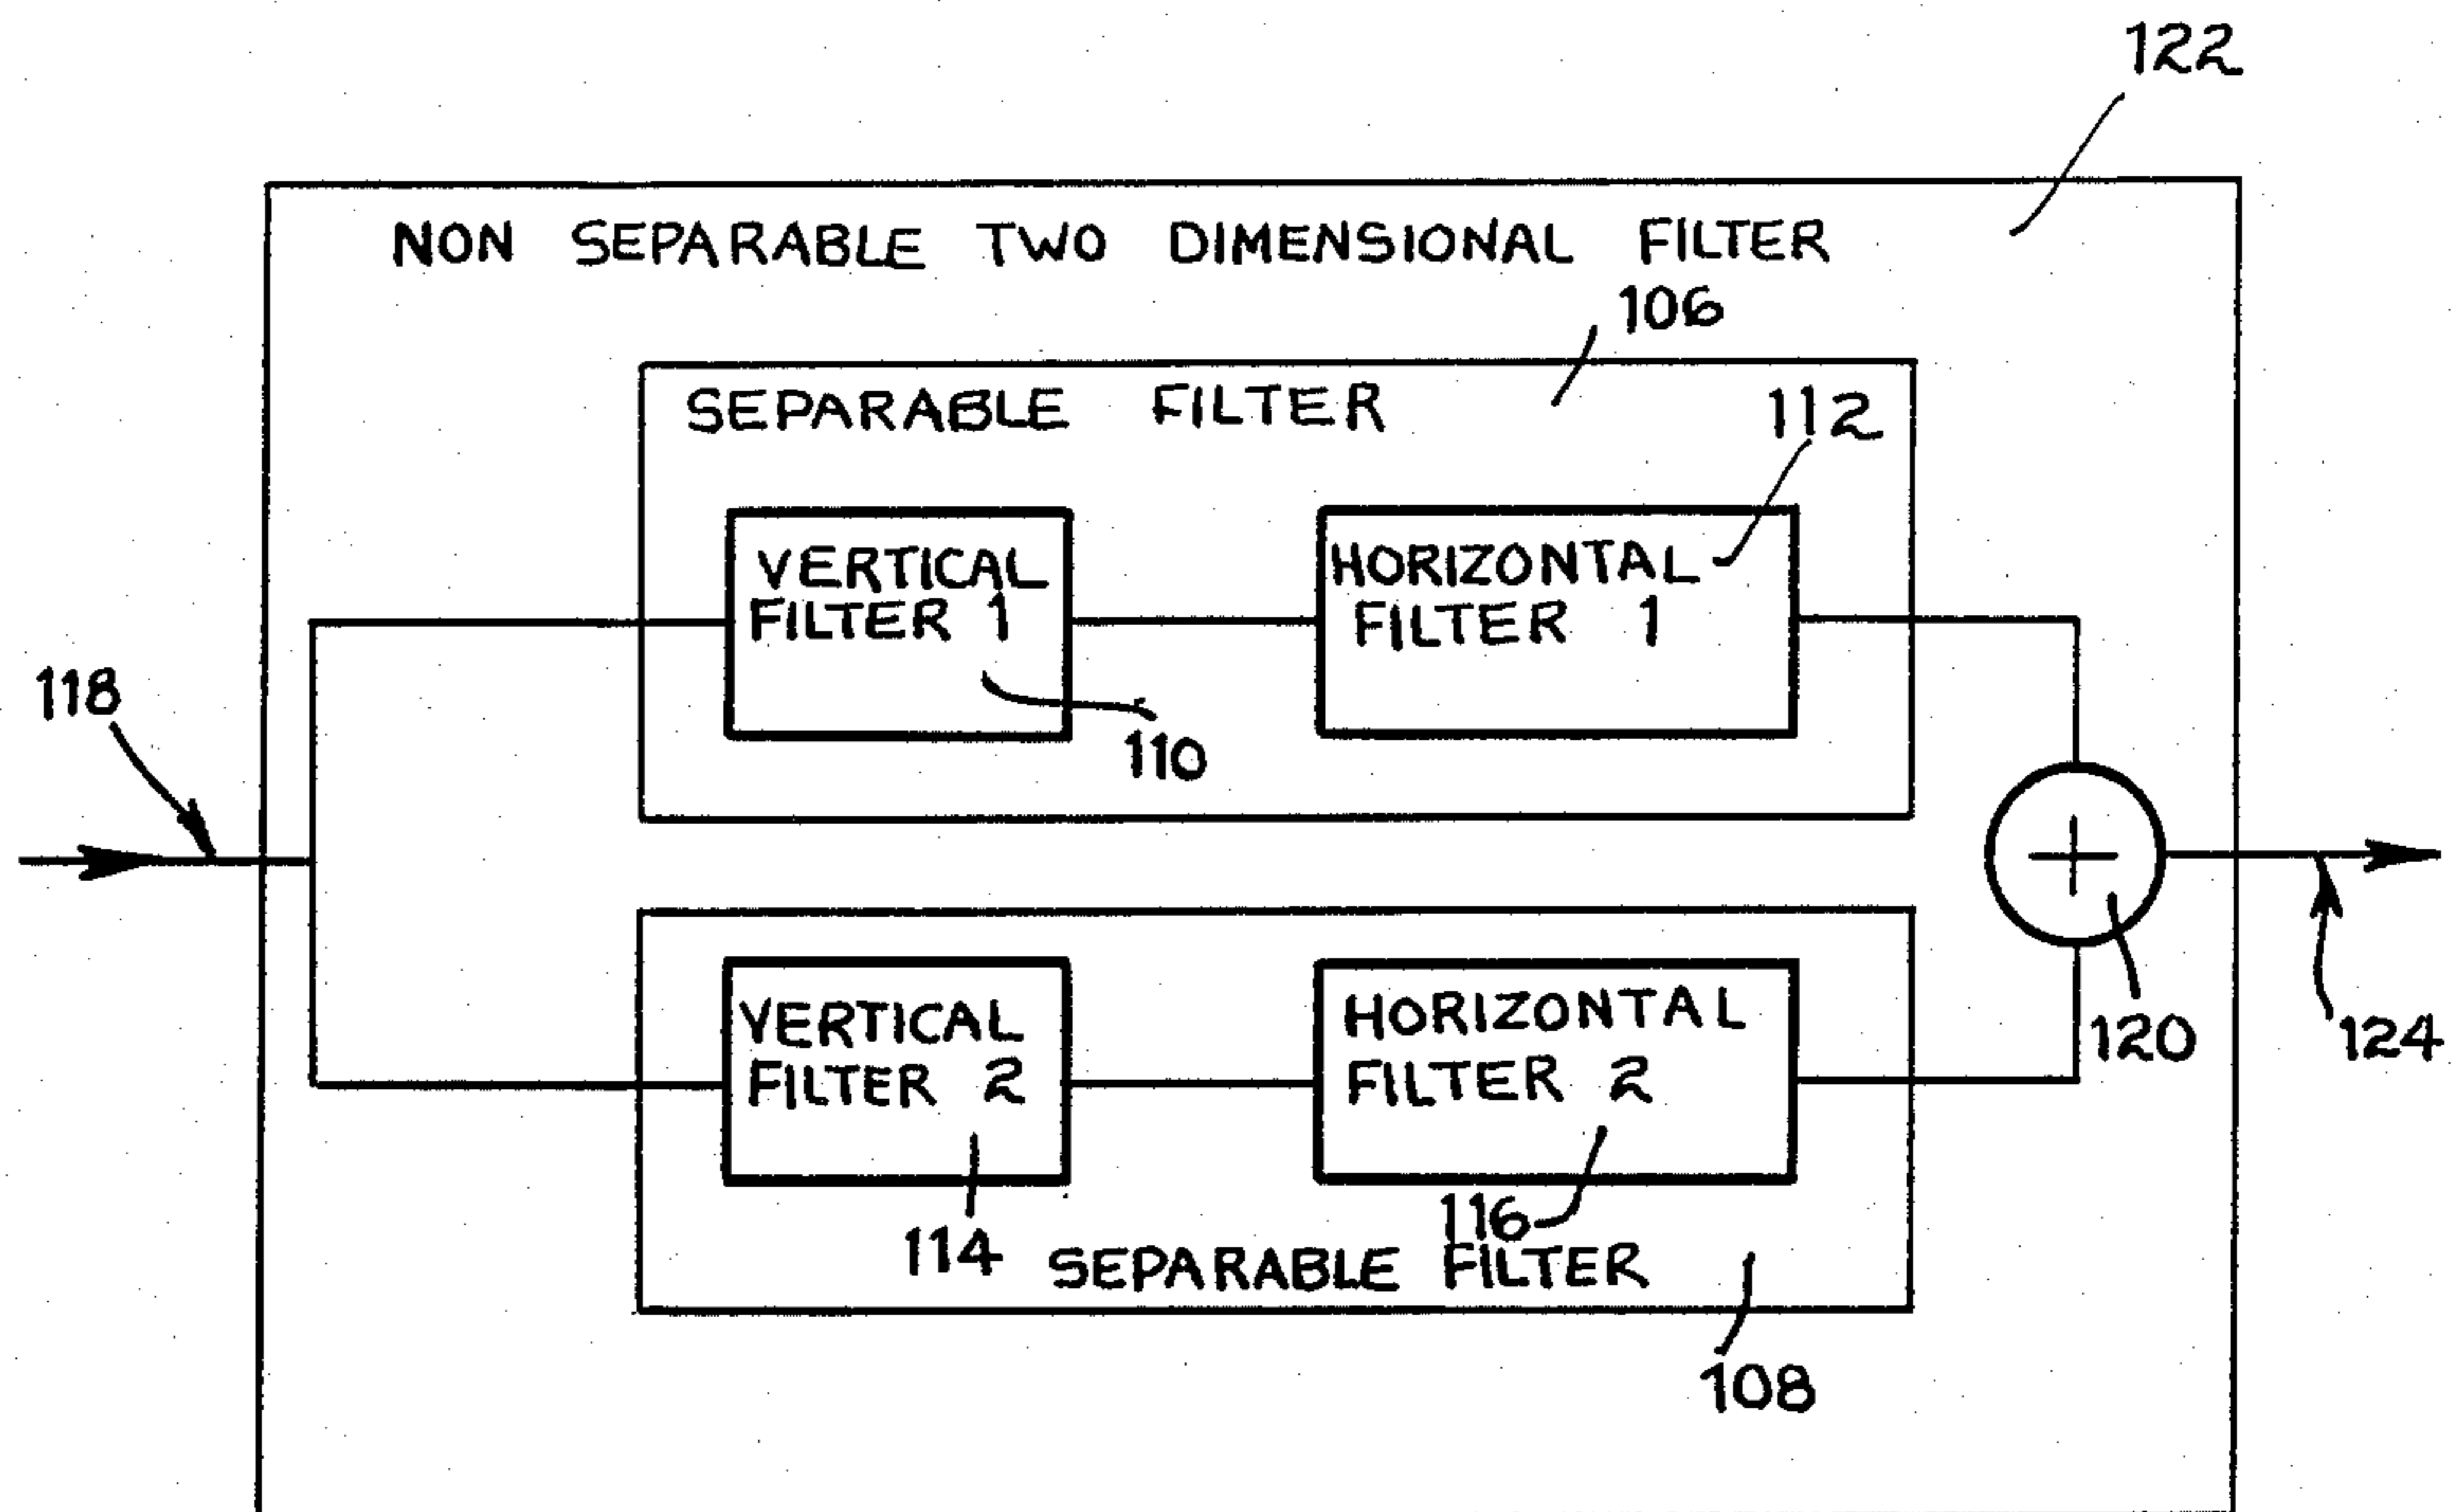 122
NON SEPARABLE TWO DIMENSIONAL FILTER
106
SEPARABLE FILTER
112
VERTICAL
FILTER 1
HORIZONTAL
FILTER 1
118
110
VERTICAL
FILTER 2
HORIZONTAL
FILTER 2
120
124
114
116
SEPARABLE FILTER
108